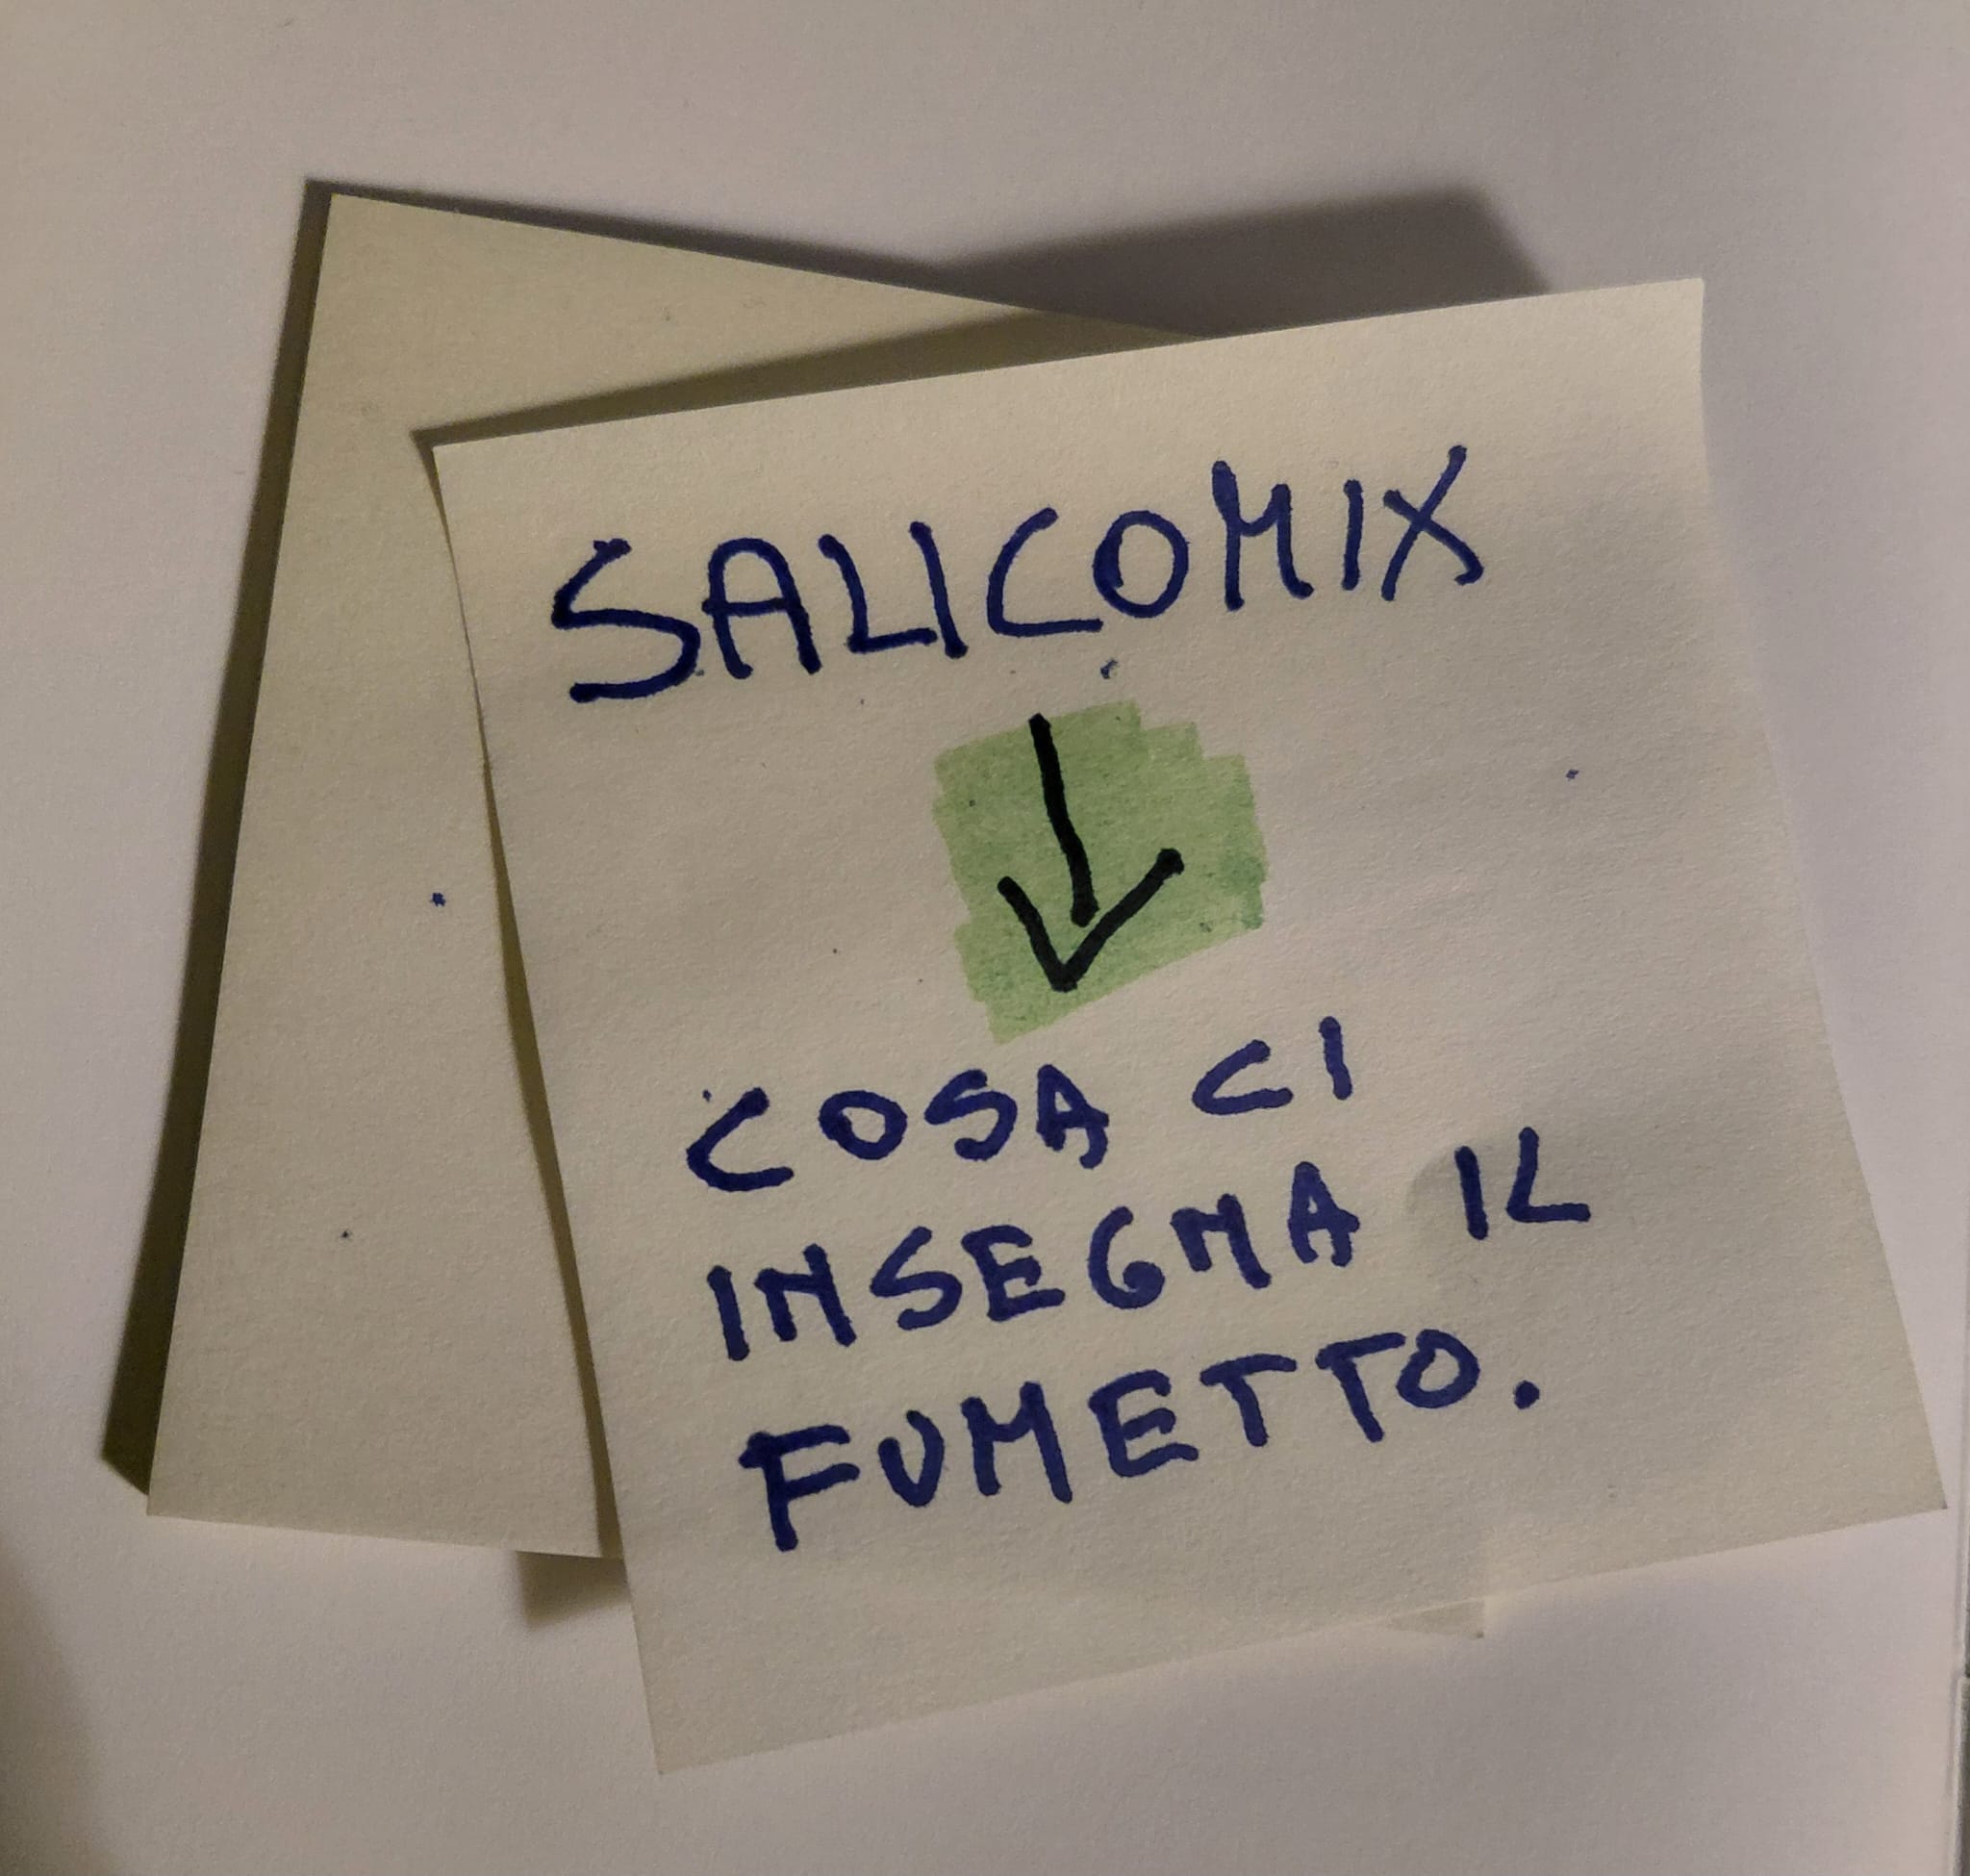 SALICOMIX
COSA CI
INSEGNA IL
FUMETTO.